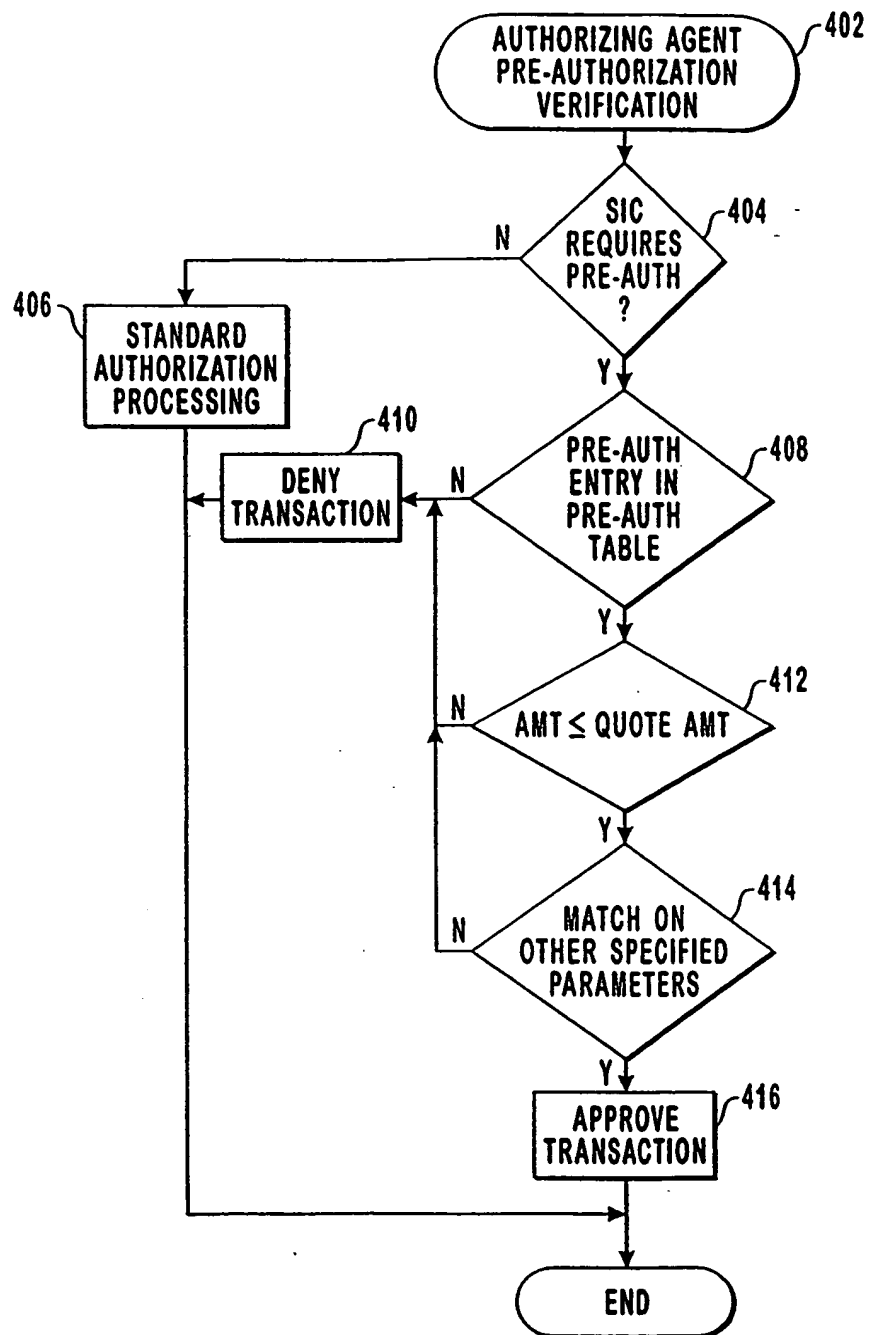 AUTHORIZING AGENT
PRE-AUTHORIZATION
VERIFICATION
402
SIC
REQUIRES
PRE-AUTH
?
404
N
Y
406
STANDARD
AUTHORIZATION
PROCESSING
410
DENY
TRANSACTION
N
PRE-AUTH
ENTRY IN
PRE-AUTH
TABLE
408
Y
412
N
AMT ≤ QUOTE AMT
Y
414
N
MATCH ON
OTHER SPECIFIED
PARAMETERS
Y
416
APPROVE
TRANSACTION
END